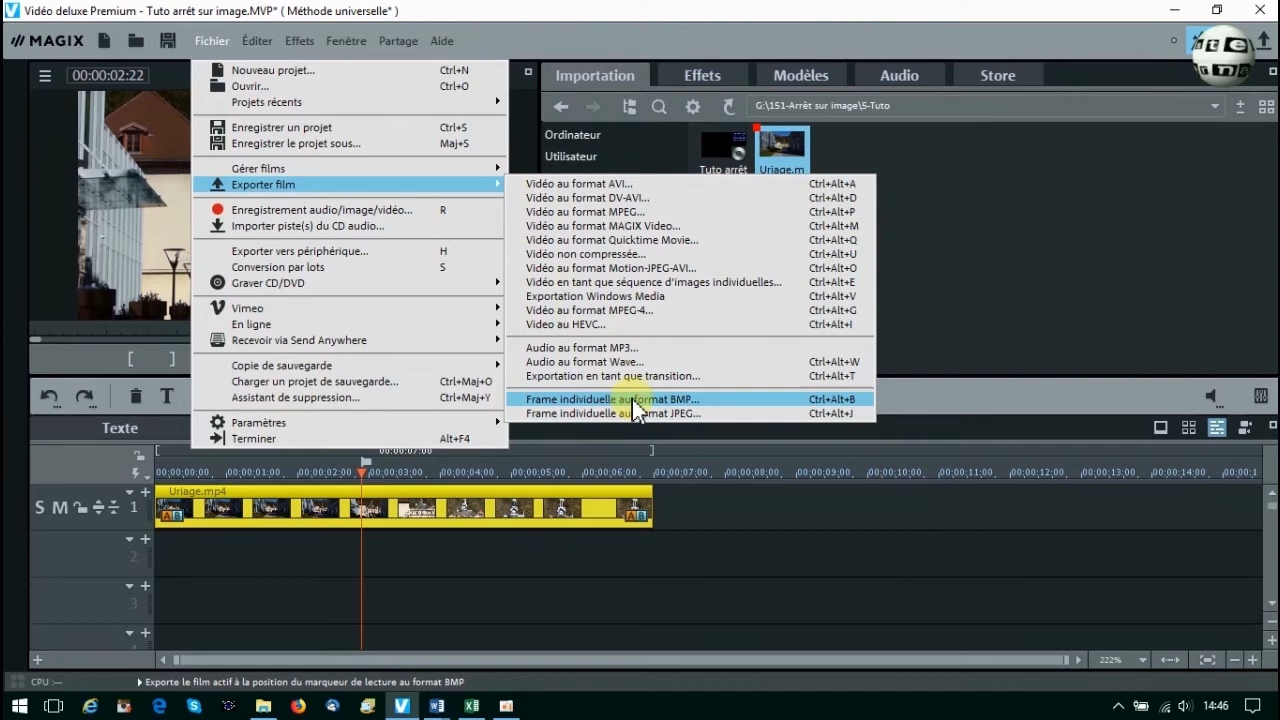 Vidéo deluxe Premium - Tuto arrêt sur image.MVP* ( Méthode universelle* )
MAGIX
Fichier Éditer Effets Fenêtre Partage Aide
00:00:02:22
Nouveau projet... Ctrl+N
Ouvrir... Ctrl+O
Projets récents
Enregistrer un projet Ctrl+S
Enregistrer le projet sous... Maj+S
Gérer films
Exporter film
Enregistrement audio/image/vidéo... R
Importer piste(s) du CD audio...
Exporter vers périphérique... H
Conversion par lots S
Graver CD/DVD
Vimeo
En ligne
Recevoir via Send Anywhere
Copie de sauvegarde
Charger un projet de sauvegarde... Ctrl+Maj+O
Assistant de suppression... Ctrl+Maj+Y
Paramètres
Terminer Alt+F4
Importation Effets Modèles Audio Store
G:\151-Arrêt sur image\5-Tuto
Ordinateur
Utilisateur
Tuto arrêt Uriage.m
Vidéo au format AVI... Ctrl+Alt+A
Vidéo au format DV-AVI... Ctrl+Alt+D
Vidéo au format MPEG... Ctrl+Alt+P
Vidéo au format MAGIX Video... Ctrl+Alt+M
Vidéo au format Quicktime Movie... Ctrl+Alt+Q
Vidéo non compressée... Ctrl+Alt+U
Vidéo au format Motion-JPEG-AVI... Ctrl+Alt+O
Vidéo en tant que séquence d'images individuelles... Ctrl+Alt+E
Exportation Windows Media Ctrl+Alt+V
Vidéo au format MPEG-4... Ctrl+Alt+G
Video au HEVC... Ctrl+Alt+I
Audio au format MP3...
Audio au format Wave... Ctrl+Alt+W
Exportation en tant que transition... Ctrl+Alt+T
Frame individuelle au format BMP... Ctrl+Alt+B
Frame individuelle au format JPEG... Ctrl+Alt+J
Texte
00:00:07:00
00:00:00:00 00:00:01:00 00:00:02:00 00:00:03:00 00:00:04:00 00:00:05:00 00:00:06:00 00:00:07:00 00:00:08:00 00:00:09:00 00:00:10:00 00:00:11:00 00:00:12:00 00:00:13:00 00:00:14:00 00:00:1
Uriage.mp4
S M 1
A B A B
2
3
222%
CPU : --- Exporte le film actif à la position du marqueur de lecture au format BMP
14:46